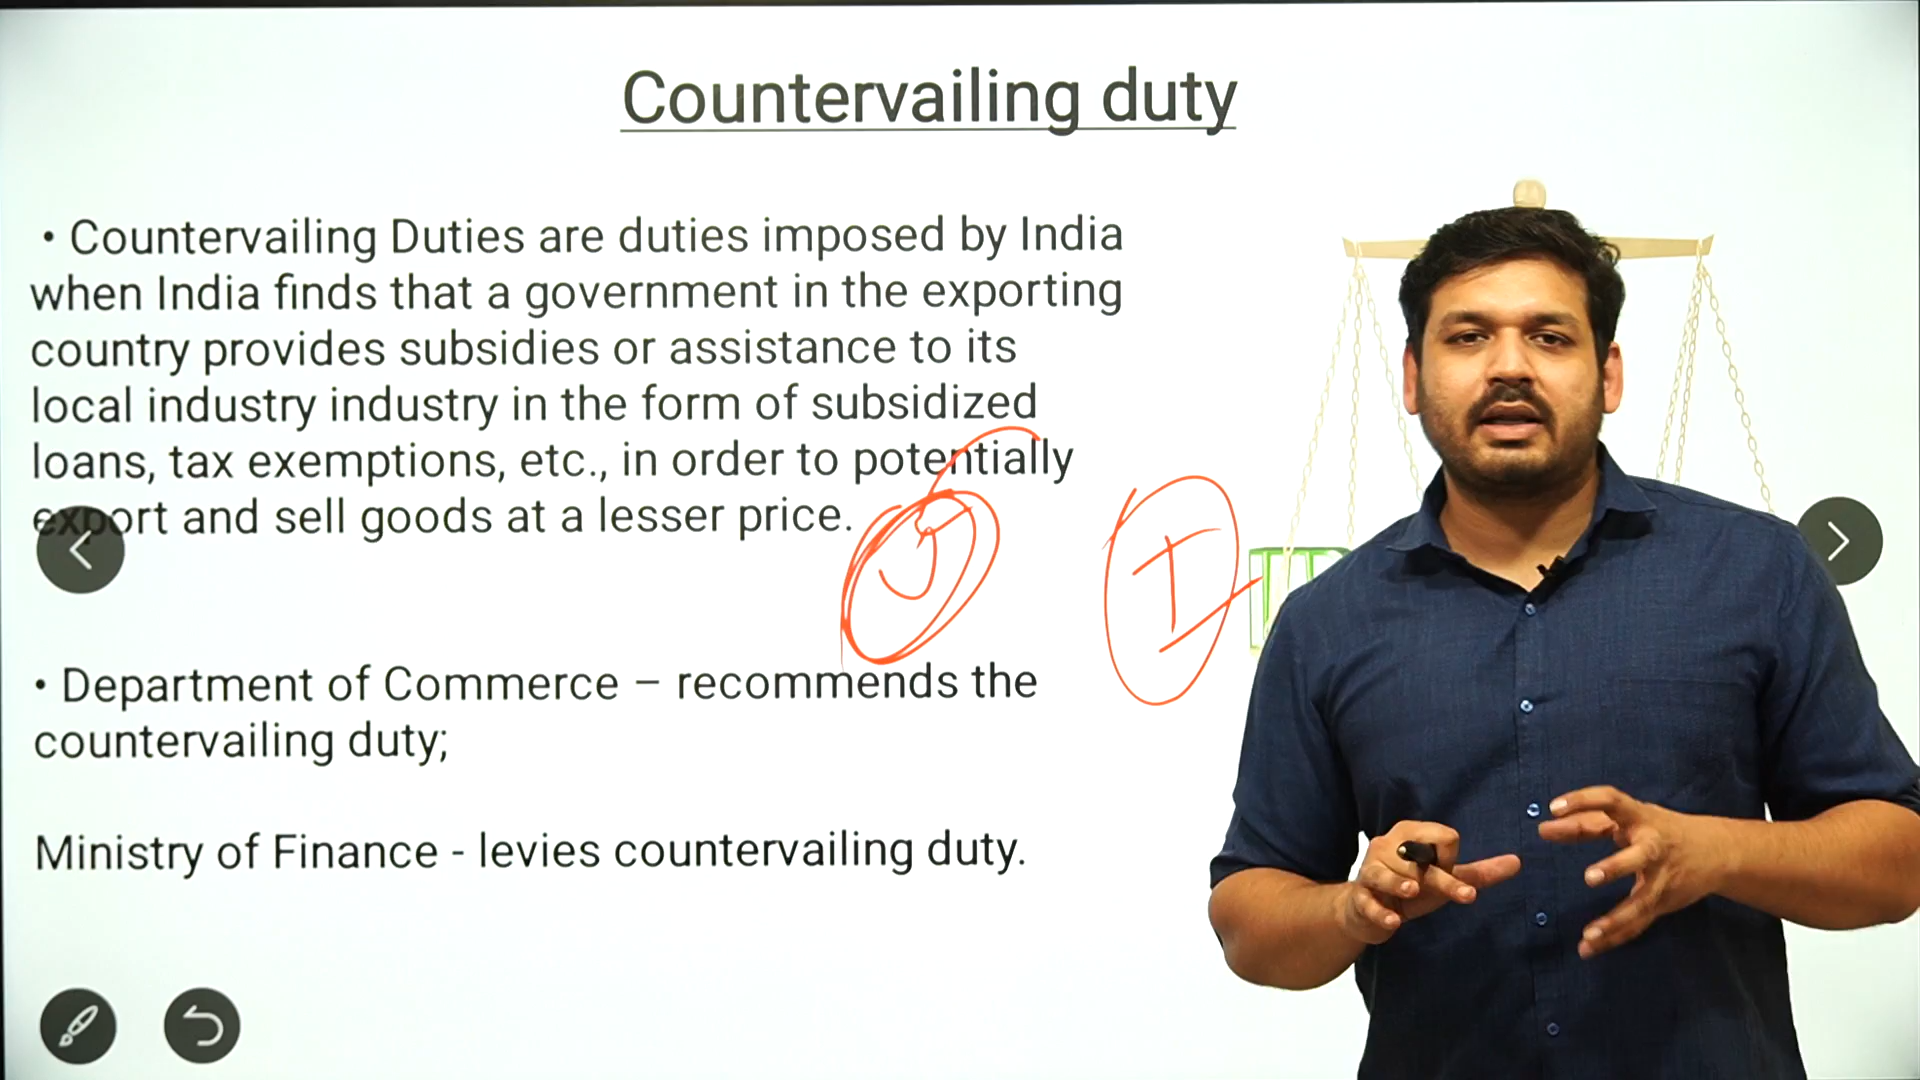 Countervailing duty
• Countervailing Duties are duties imposed by India
when India finds that a government in the exporting
country provides subsidies or assistance to its
local industry industry in the form of subsidized
loans, tax exemptions, etc., in order to potentially
export and sell goods at a lesser price.
J
I
• Department of Commerce – recommends the
countervailing duty;
Ministry of Finance - levies countervailing duty.